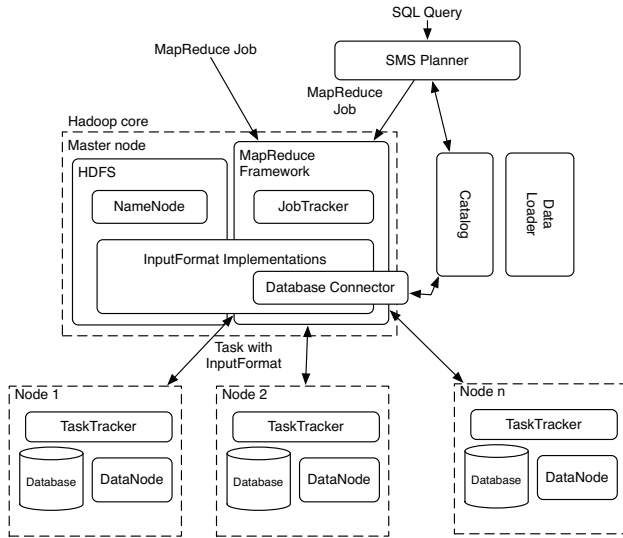 SQL Query
SMS Planner
MapReduce Job
MapReduce
Job
Hadoop core
Master node
HDFS
MapReduce
Framework
NameNode
JobTracker
InputFormat Implementations
Database Connector
Catalog
Data
Loader
Task with
InputFormat
Node 1
TaskTracker
Database
DataNode
Node 2
TaskTracker
Database
DataNode
Node n
TaskTracker
Database
DataNode